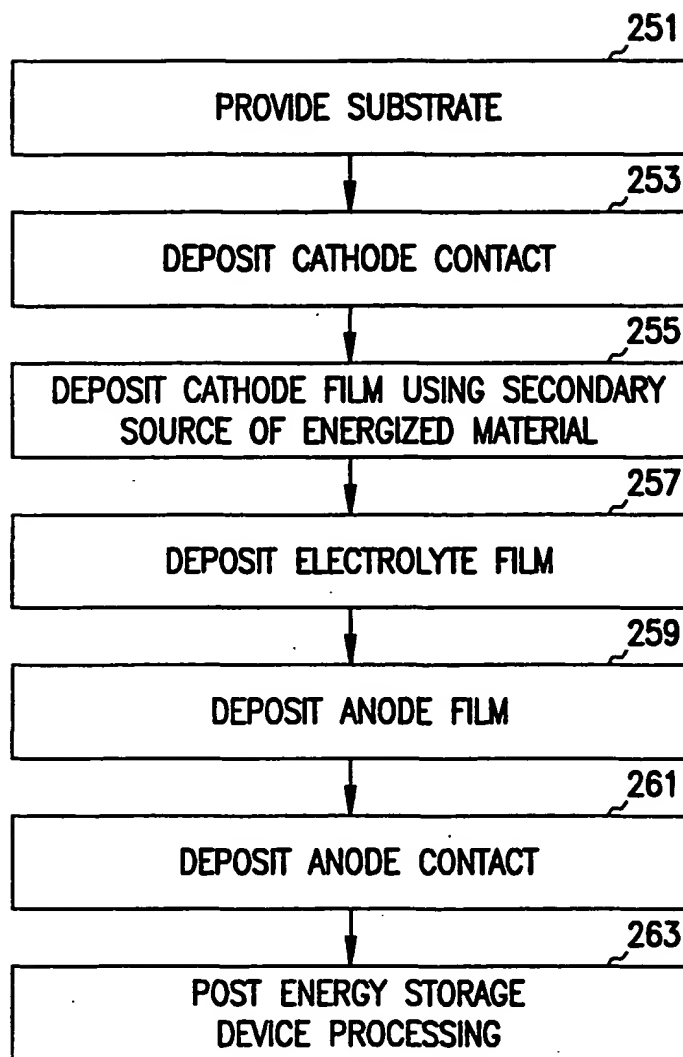 251
PROVIDE SUBSTRATE
253
DEPOSIT CATHODE CONTACT
255
DEPOSIT CATHODE FILM USING SECONDARY
SOURCE OF ENERGIZED MATERIAL
257
DEPOSIT ELECTROLYTE FILM
259
DEPOSIT ANODE FILM
261
DEPOSIT ANODE CONTACT
263
POST ENERGY STORAGE
DEVICE PROCESSING